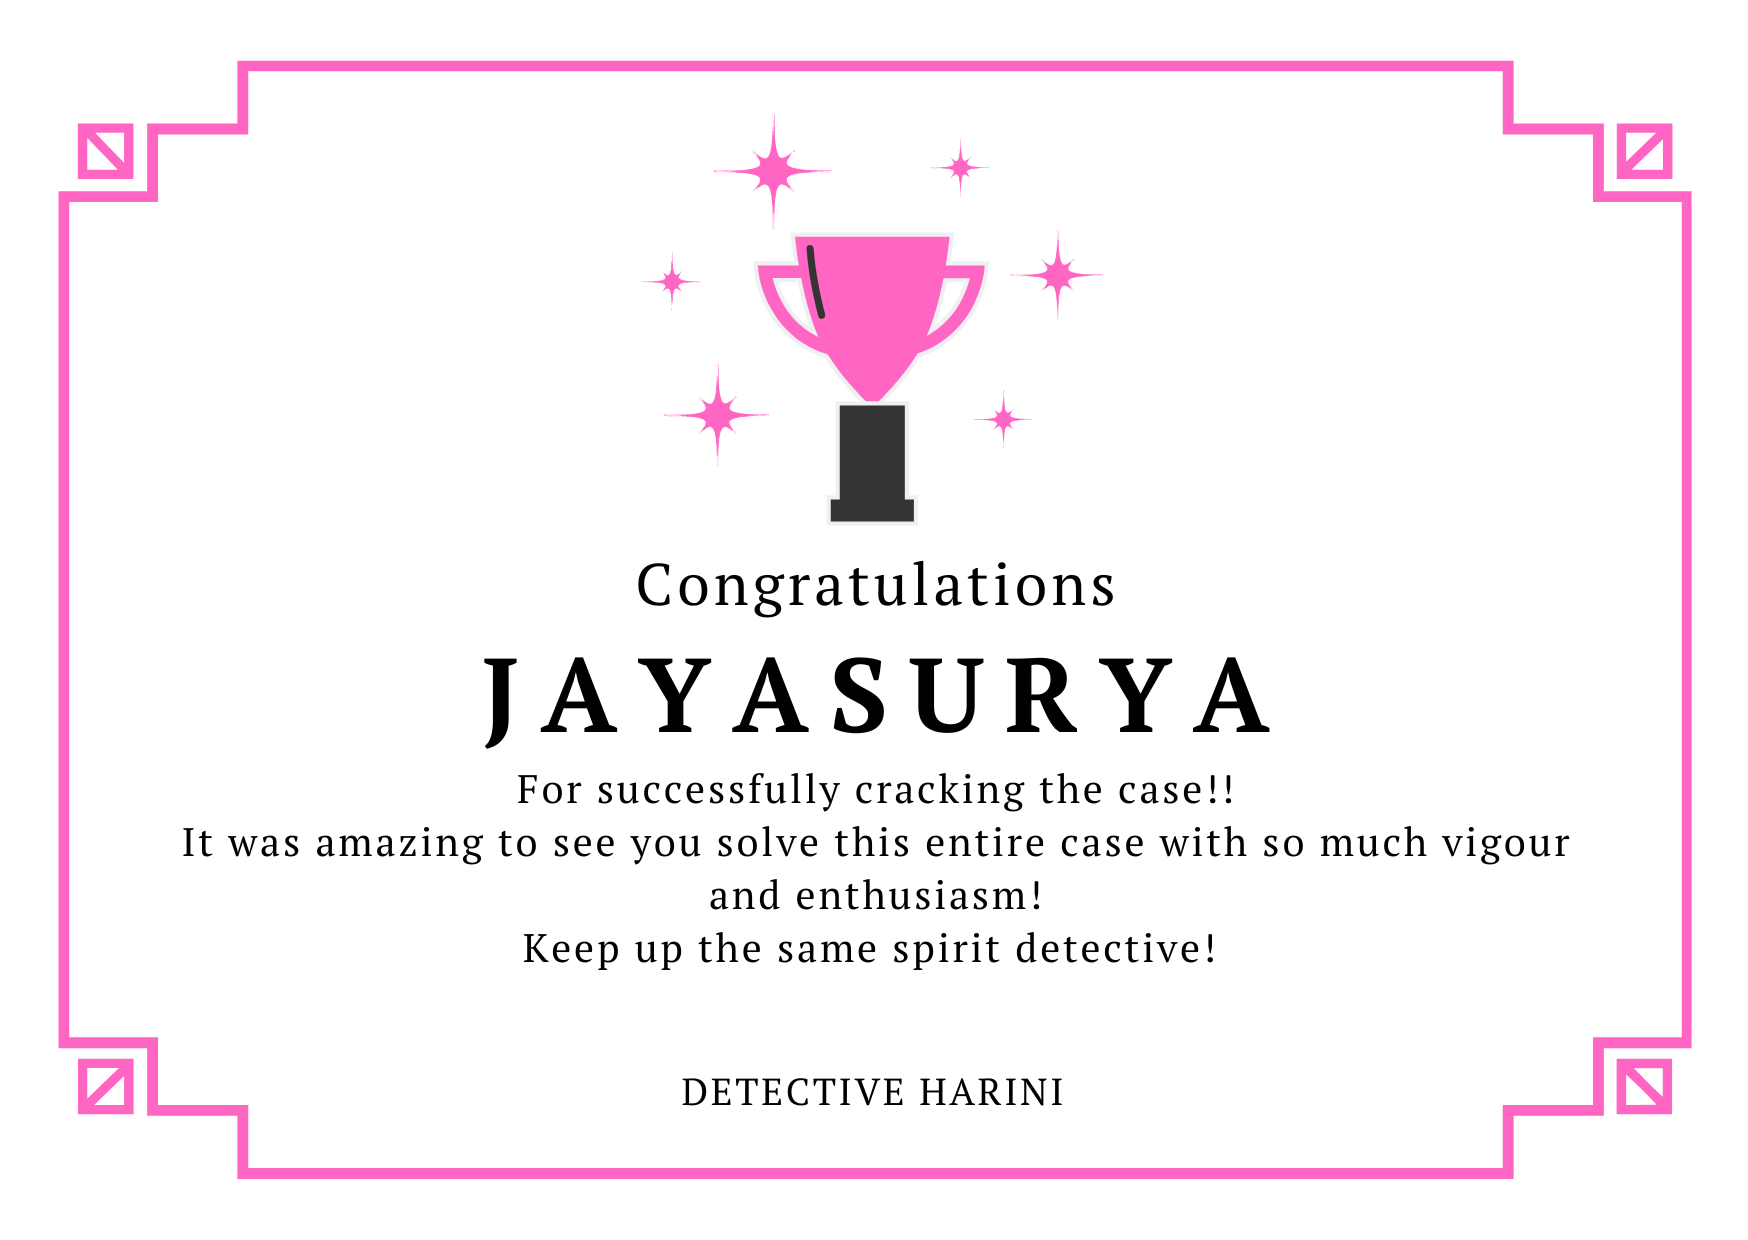 Congratulations
JAYASURYA
For successfully cracking the case!!
It was amazing to see you solve this entire case with so much vigour
and enthusiasm!
Keep up the same spirit detective!
DETECTIVE HARINI